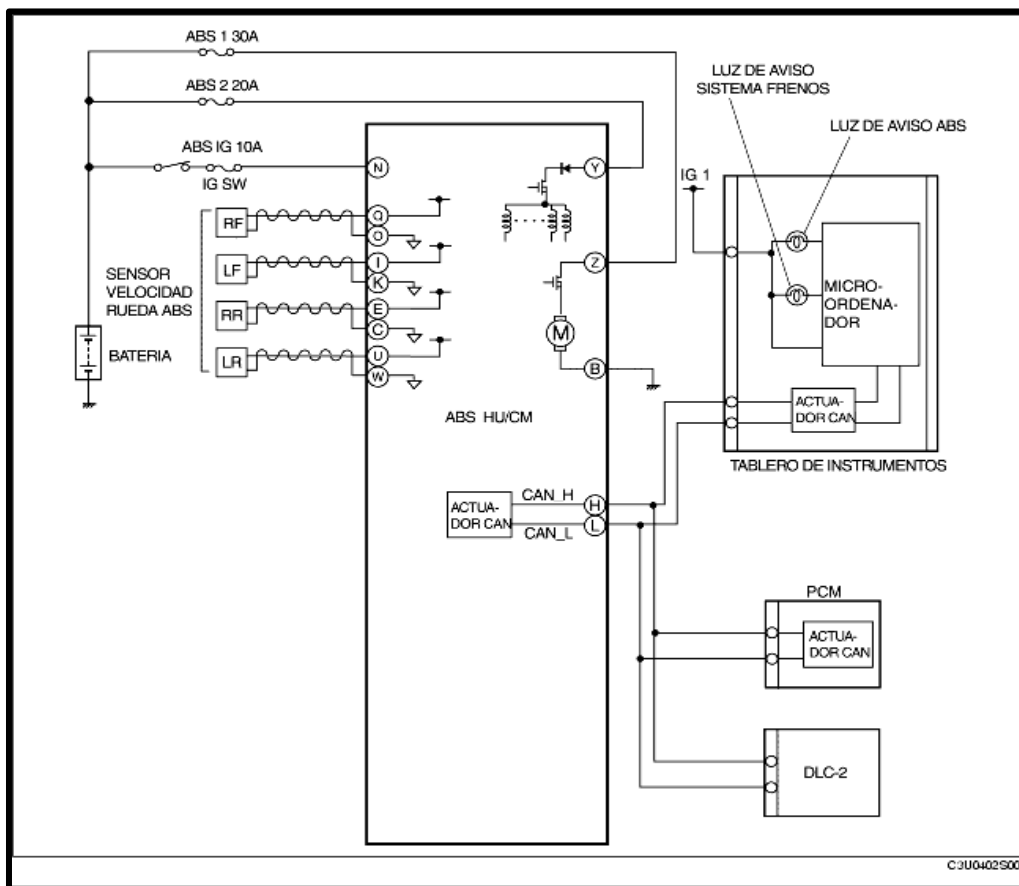 ABS 1 30A
ABS 2 20A
ABS IG 10A
IG SW
RF
LF
RR
LR
SENSOR
VELOCIDAD
RUEDA ABS
BATERIA
N
Q
O
I
K
E
C
U
W
Y
Z
M
B
ABS HU/CM
ACTUA-
DOR CAN
CAN_H
CAN_L
H
L
LUZ DE AVISO
SISTEMA FRENOS
LUZ DE AVISO ABS
IG 1
MICRO-
ORDENA-
DOR
ACTUA-
DOR CAN
TABLERO DE INSTRUMENTOS
PCM
ACTUA-
DOR CAN
DLC-2
C3U0402S00